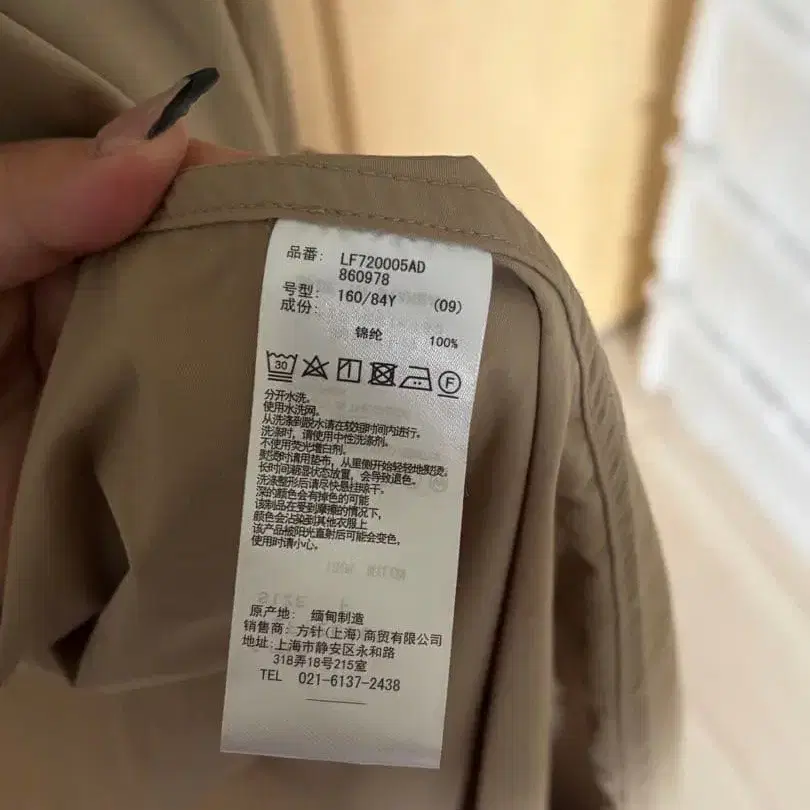 品番: LF720005AD
860978
号型: 160/84Y (09)
成份:
锦纶 100%
30
F
分开水洗。
使用水洗网。
从洗涤到脱水请在较短时间内进行。
洗涤时，请使用中性洗涤剂。
不使用荧光增白剂。
熨烫时请用垫布，从里侧开始轻轻地熨烫。
长时间潮湿状态放置，会导致退色。
洗涤整形后请尽快悬挂晾干。
深的颜色会有掉色的可能
该制品在受到摩擦的情况下，
颜色会沾染到其他衣服上
该产品被阳光直射后可能会变色，
使用时请小心。
原产地: 缅甸制造
销售商: 方针(上海)商贸有限公司
地址:上海市静安区永和路
318弄18号215室
TEL 021-6137-2438